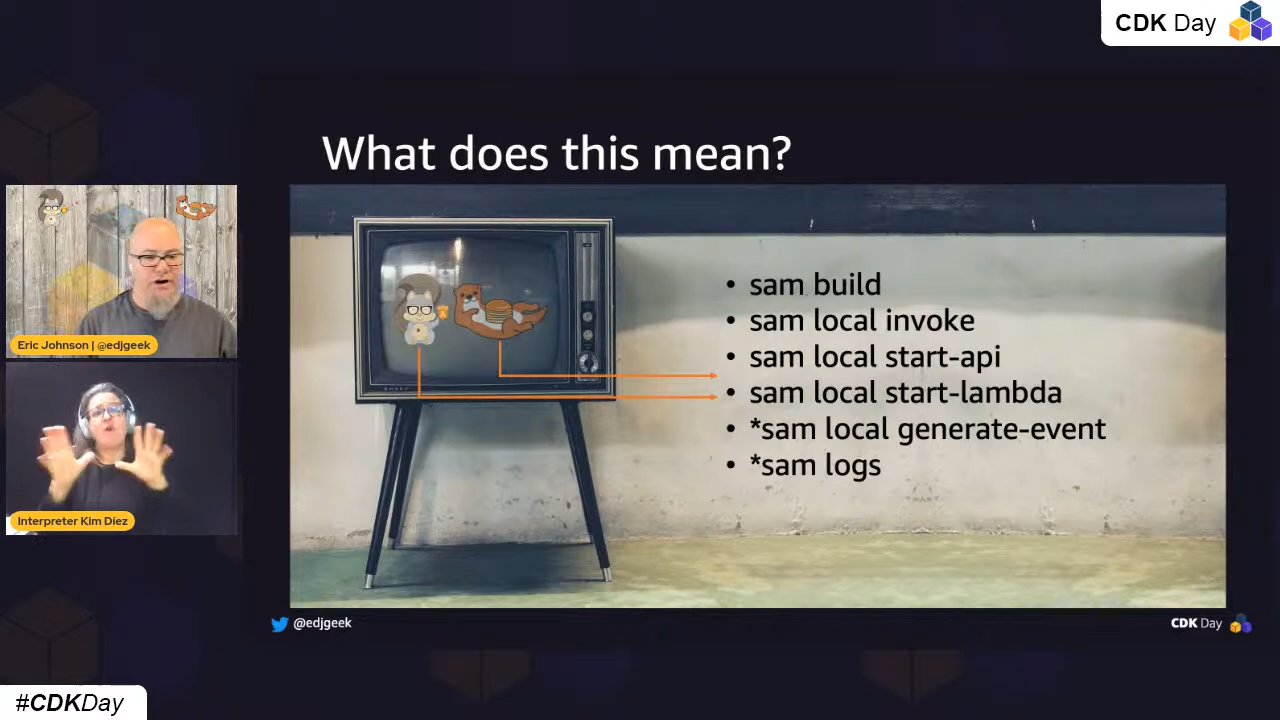 CDK Day
What does this mean?
• sam build
• sam local invoke
• sam local start-api
• sam local start-lambda
• *sam local generate-event
• *sam logs
Eric Johnson | @edjgeek
Interpreter Kim Díez
@edjgeek
CDK Day
#CDKDay